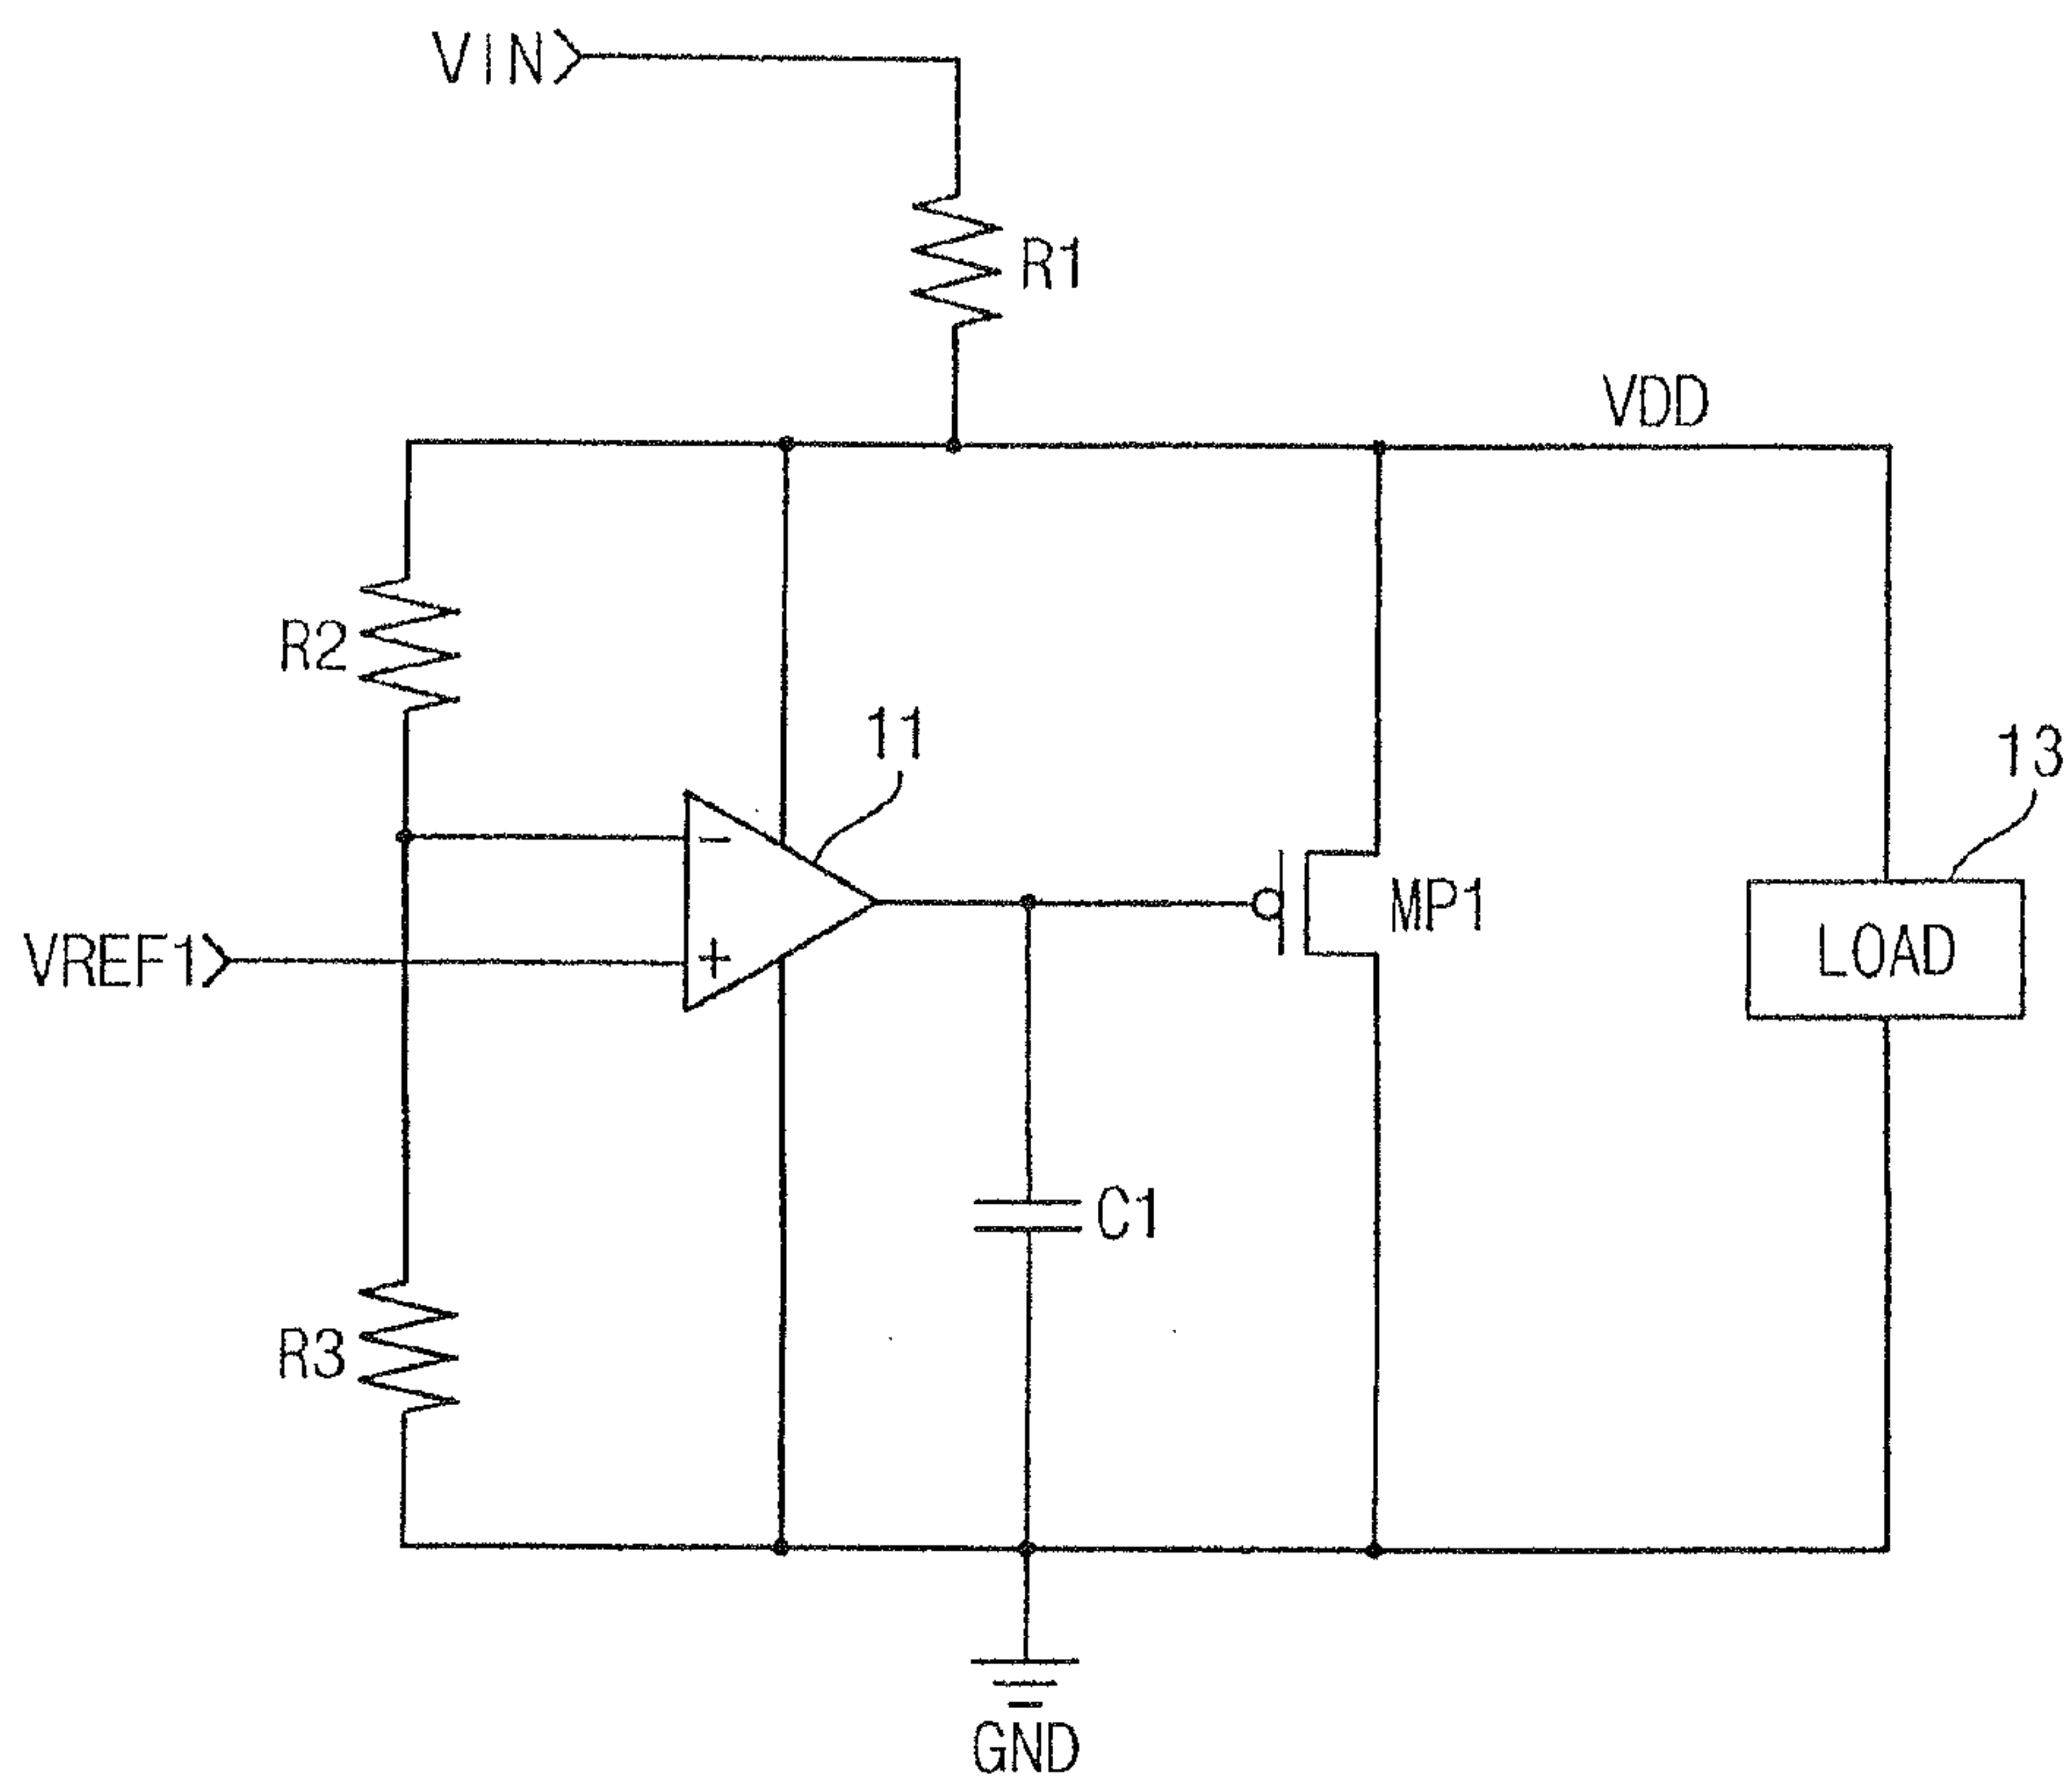 VIN
R1
VDD
R2
11
13
-
MP1
VREF1
+
LOAD
C1
R3
GND